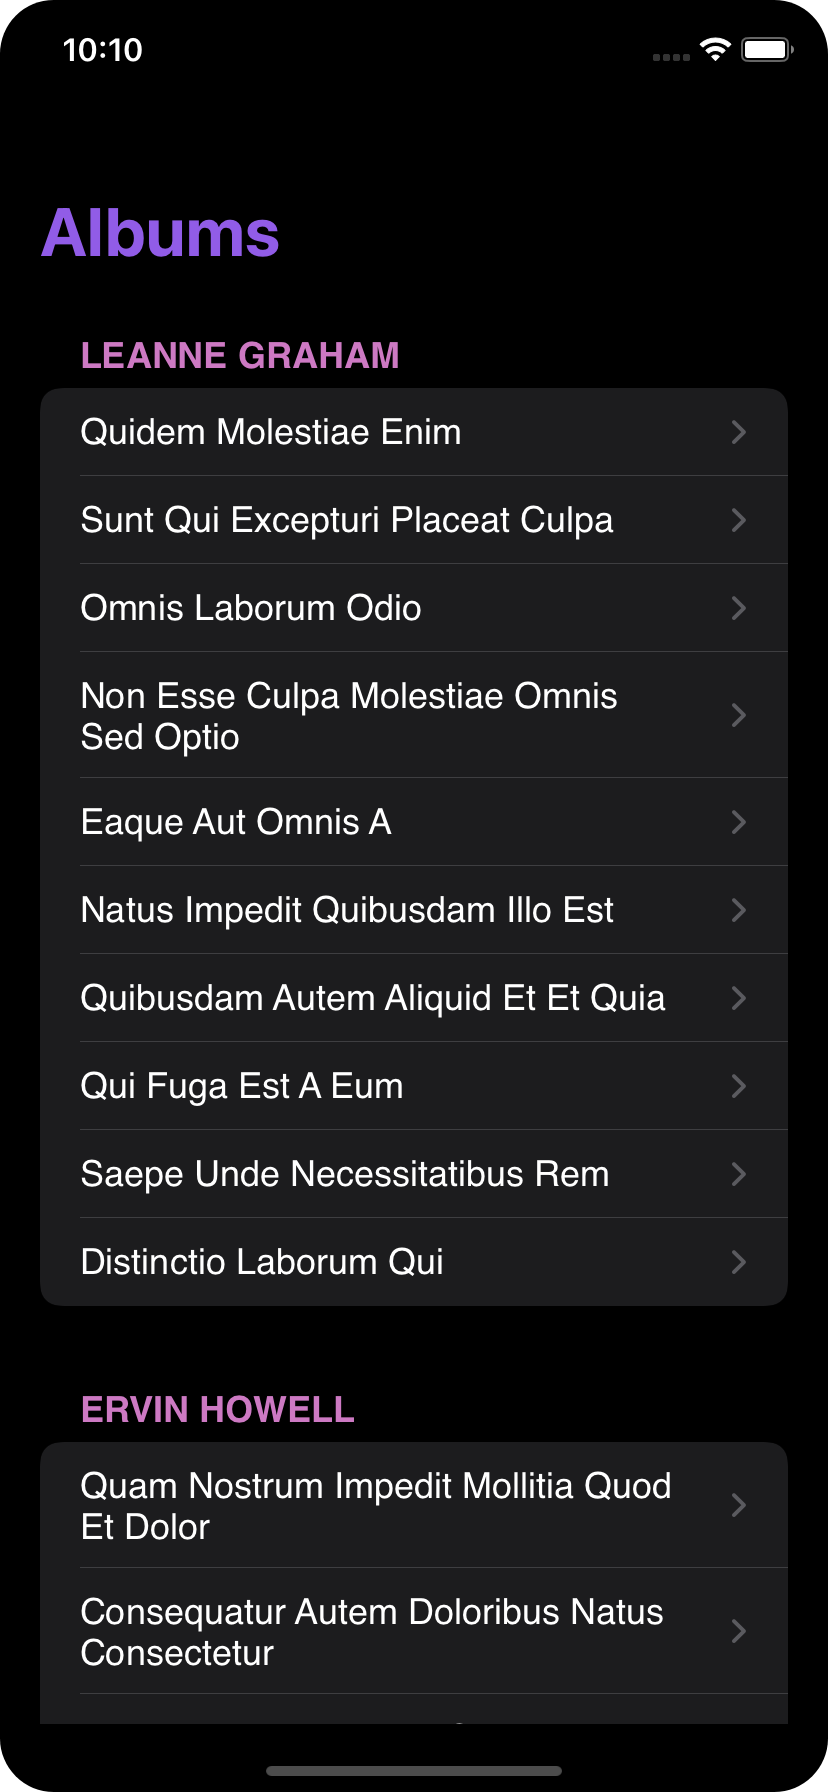 10:10
Albums
LEANNE GRAHAM
Quidem Molestiae Enim
Sunt Qui Excepturi Placeat Culpa
Omnis Laborum Odio
Non Esse Culpa Molestiae Omnis
Sed Optio
Eaque Aut Omnis A
Natus Impedit Quibusdam Illo Est
Quibusdam Autem Aliquid Et Et Quia
Qui Fuga Est A Eum
Saepe Unde Necessitatibus Rem
Distinctio Laborum Qui
ERVIN HOWELL
Quam Nostrum Impedit Mollitia Quod
Et Dolor
Consequatur Autem Doloribus Natus
Consectetur